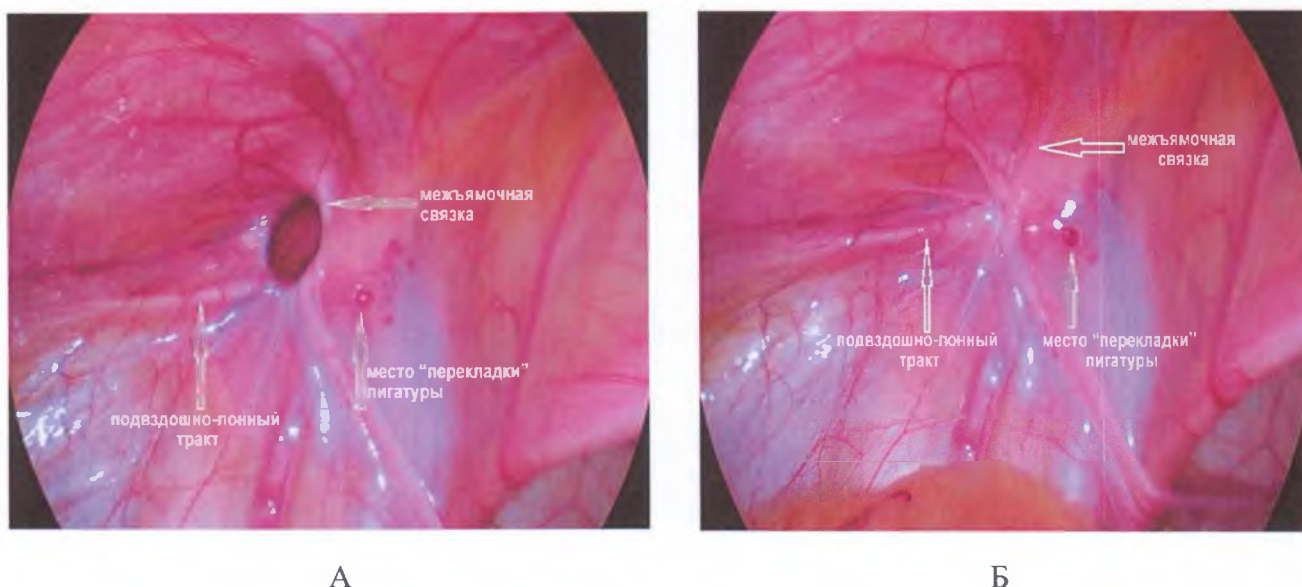 межъямочная
связка
место “перекладки”
лигатуры
подвздошно-лонный
тракт
А
межъямочная
связка
подвздошно-лонный
тракт
место “перекладки”
лигатуры
Б